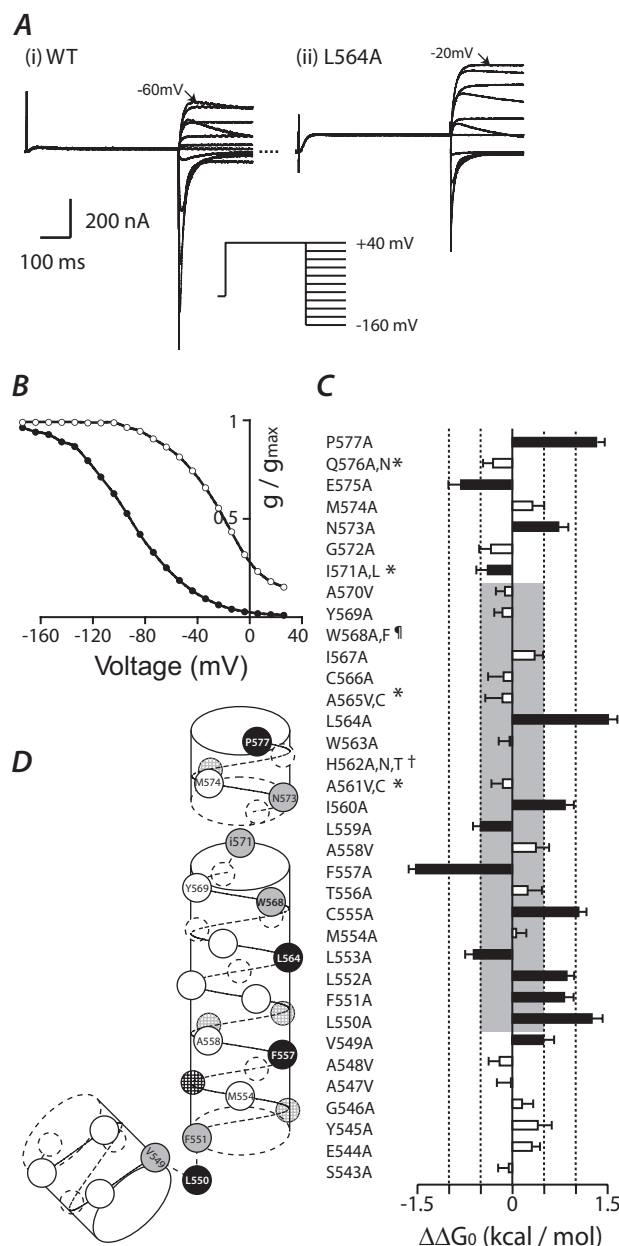 A
(i) WT
(ii) L564A
-60mV
-20mV
200 nA
100 ms
+40 mV
-160 mV
B
1
0.5
g / gmax
-160
-120
-80
-40
0
40
Voltage (mV)
C
P577A
Q576A,N*
E575A
M574A
N573A
G572A
I571A,L *
A570V
Y569A
W568A,F ¶
I567A
C566A
A565V,C *
L564A
W563A
H562A,N,T †
A561V,C *
I560A
L559A
A558V
F557A
T556A
C555A
M554A
L553A
L552A
F551A
L550A
V549A
A548V
A547V
G546A
Y545A
E544A
S543A
-1.5
0
1.5
ΔΔG0 (kcal / mol)
D
P577
M574
N573
i571
Y569
W568
L564
A558
F557
M554
F551
V549
L550